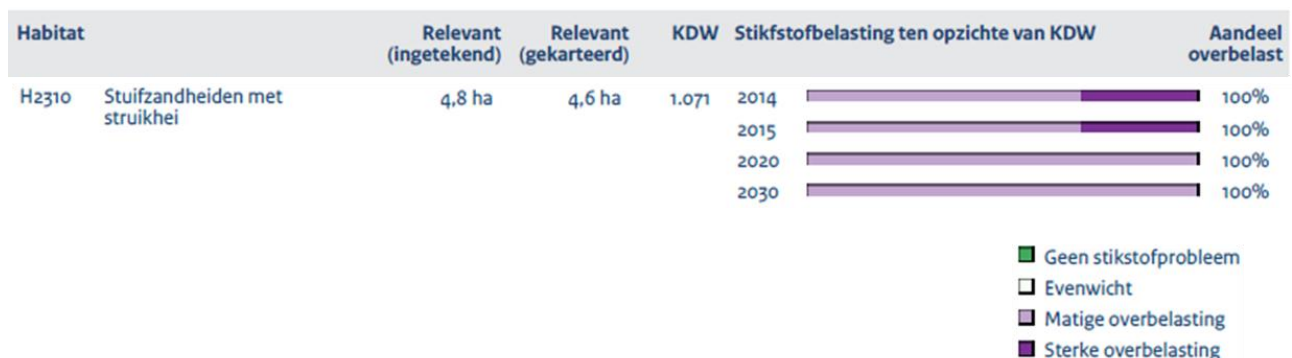 Habitat Relevant (ingetekend) Relevant (gekarteerd) KDW Stikfstofbelasting ten opzichte van KDW Aandeel overbelast
H2310 Stuifzandheiden met struikhei 4,8 ha 4,6 ha 1.071 2014 100%
2015 100%
2020 100%
2030 100%
Geen stikstofprobleem
Evenwicht
Matige overbelasting
Sterke overbelasting